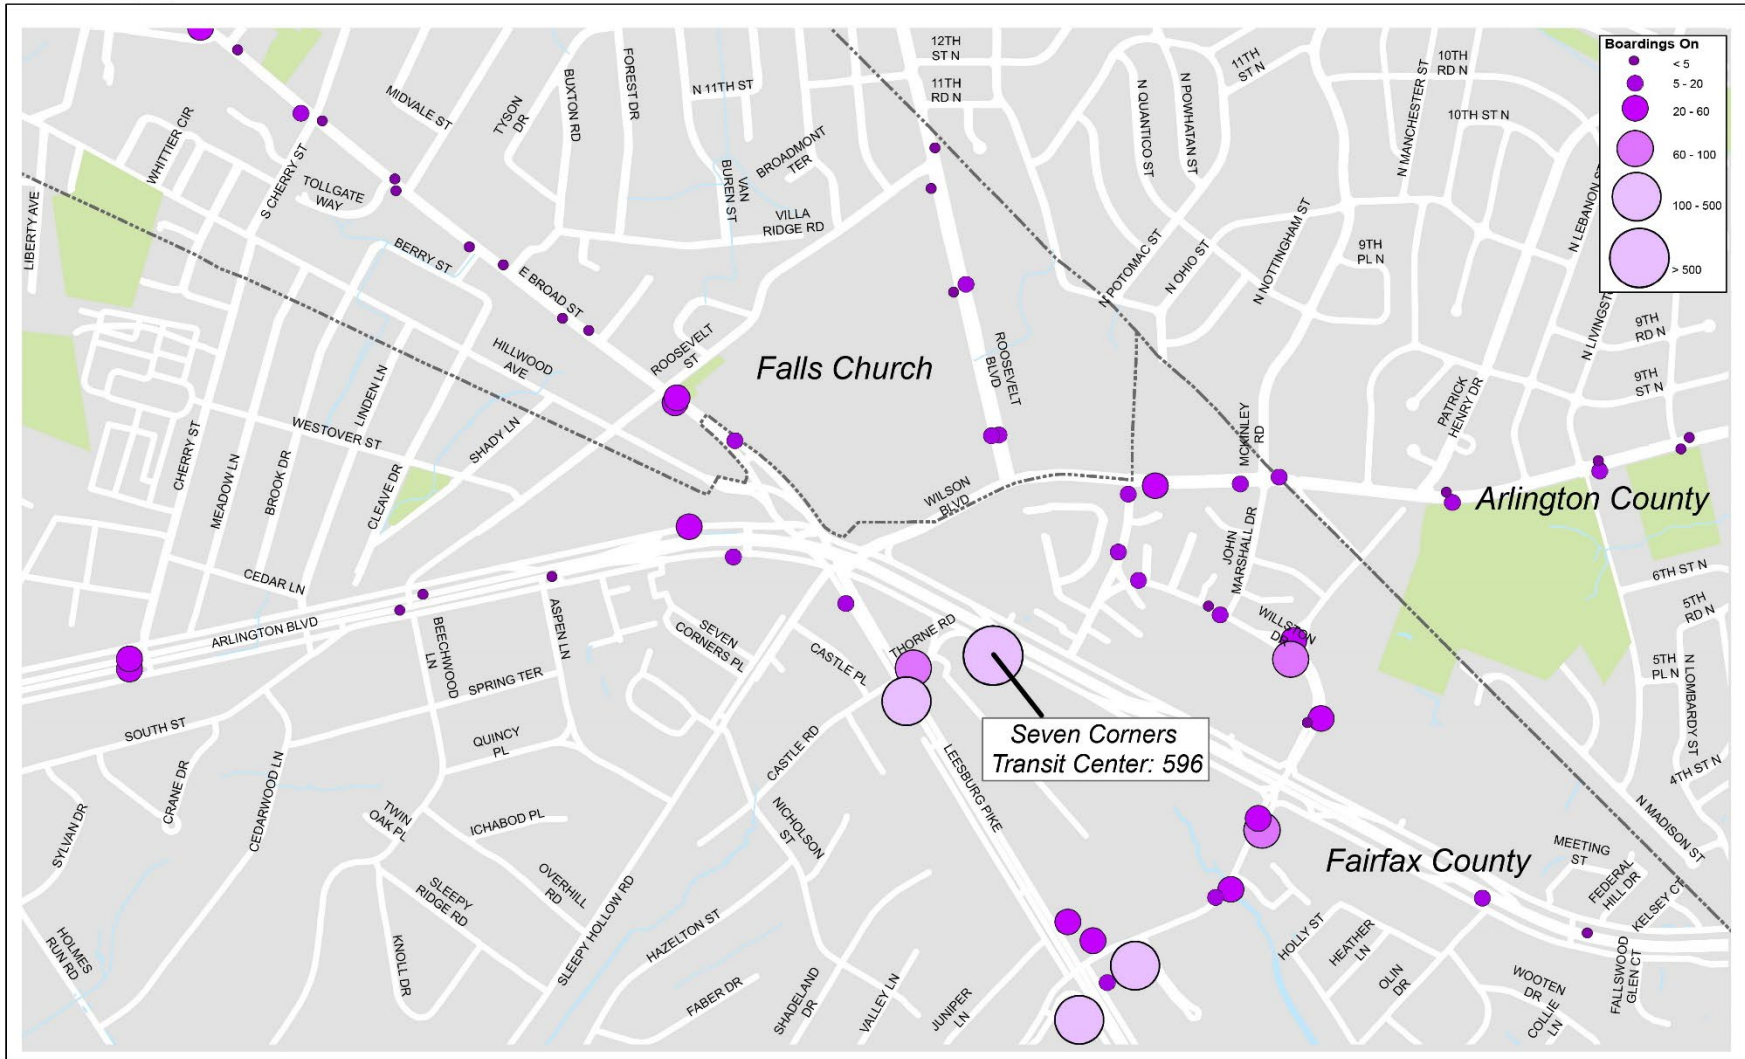 Boardings On
< 5
5 - 20
20 - 60
60 - 100
100 - 500
> 500
12TH
ST N
11TH
RD N
11TH
ST N
10TH
RD N
10TH ST N
N MANCHESTER ST
N LEBANON ST
N POWHATAN ST
N QUANTICO ST
N 11TH ST
FOREST DR
BUXTON RD
TYSON
DR
MIDVALE ST
WHITTIER CIR
S CHERRY ST
TOLLGATE
WAY
LIBERTY AVE
BERRY ST
E BROAD ST
BROADMONT
TER
VAN
BUREN ST
VILLA
RIDGE RD
N POTOMAC ST
N OHIO ST
N NOTTINGHAM ST
9TH
PL N
N LIVINGST
9TH
RD N
9TH
ST N
HILLWOOD
AVE
ROOSEVELT
ST
Falls Church
ROOSEVELT
BLVD
PATRICK
HENRY DR
MCKINLEY
RD
WESTOVER ST
LINDEN LN
SHADY LN
CHERRY ST
MEADOW LN
BROOK DR
CLEAVE DR
WILSON
BLVD
Arlington County
JOHN
MARSHALL DR
CEDAR LN
ARLINGTON BLVD
BEECHWOOD
LN
ASPEN LN
SEVEN
CORNERS PL
CASTLE PL
THORNE RD
WILLSTON
DR
6TH ST N
5TH
RD N
5TH
PL N
N LOMBARDY ST
4TH ST N
N MADISON ST
SPRING TER
SOUTH ST
QUINCY
PL
CASTLE RD
LEESBURG PIKE
Seven Corners
Transit Center: 596
SYLVAN DR
CRANE DR
CEDARWOOD LN
TWIN
OAK PL
ICHABOD PL
NICHOLSON
ST
OVERHILL
RD
SLEEPY
RIDGE RD
SLEEPY HOLLOW RD
Fairfax County
MEETING
ST
FEDERAL
HILL DR
KELSEY CT
HOLMES
RUN RD
KNOLL DR
HAZELTON ST
FABER DR
SHADELAND
DR
VALLEY LN
JUNIPER
LN
HOLLY ST
HEATHER
LN
OLIN
DR
WOOTEN
DR
COLLIE
LN
FALLSWOOD
GLEN CT